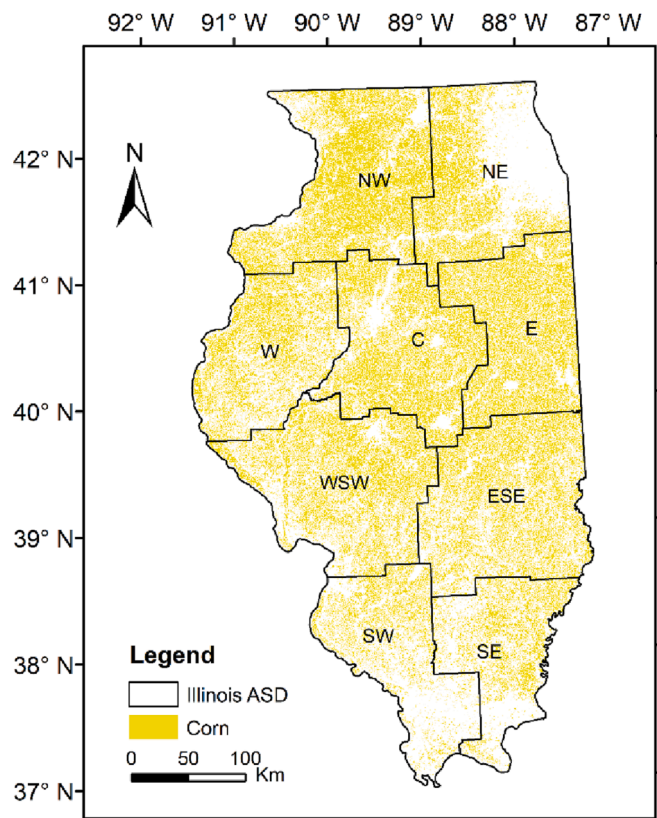 92° W 91° W 90° W 89° W 88° W 87° W
42° N
N
NW
NE
41° N
W
C
E
40° N
WSW
ESE
39° N
SW
SE
38° N
Legend
Illinois ASD
Corn
0 50 100
Km
37° N